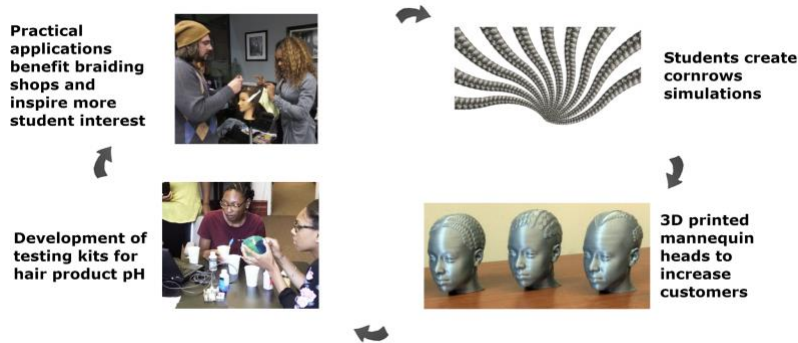 Practical
applications
benefit braiding
shops and
inspire more
student interest
Students create
cornrows
simulations
3D printed
mannequin
heads to
increase
customers
Development of
testing kits for
hair product pH